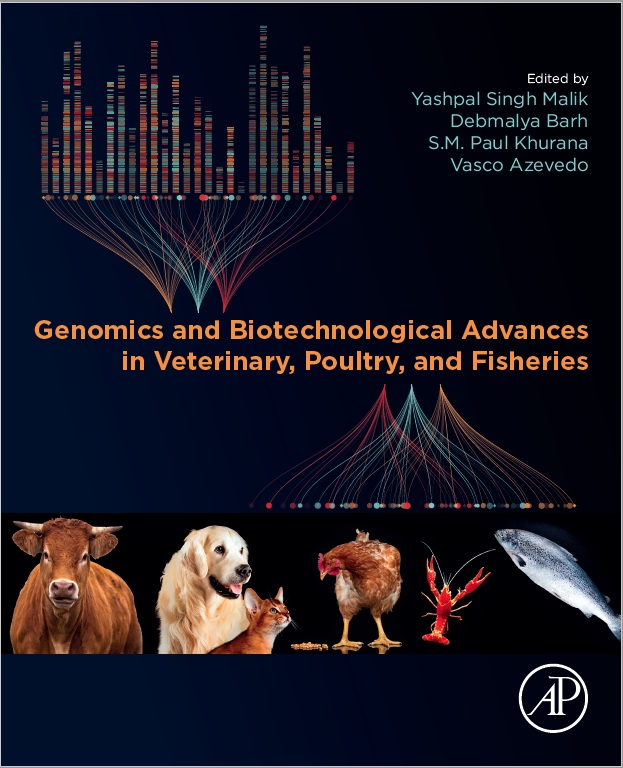 Edited by
Yashpal Singh Malik
Debmalya Barh
S.M. Paul Khurana
Vasco Azevedo
Genomics and Biotechnological Advances
in Veterinary, Poultry, and Fisheries
AP